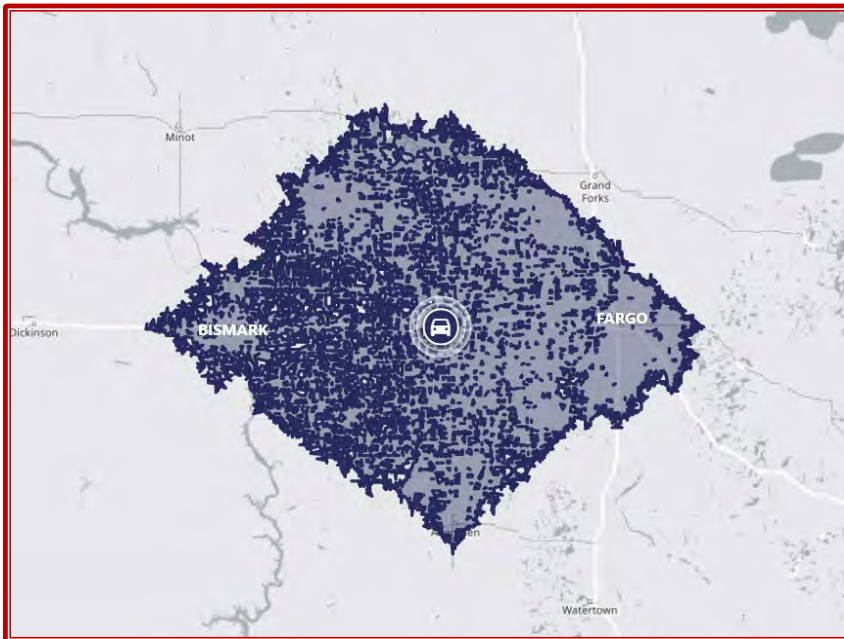 Minot
Grand
Forks
Dickinson
BISMARK
FARGO
Watertown